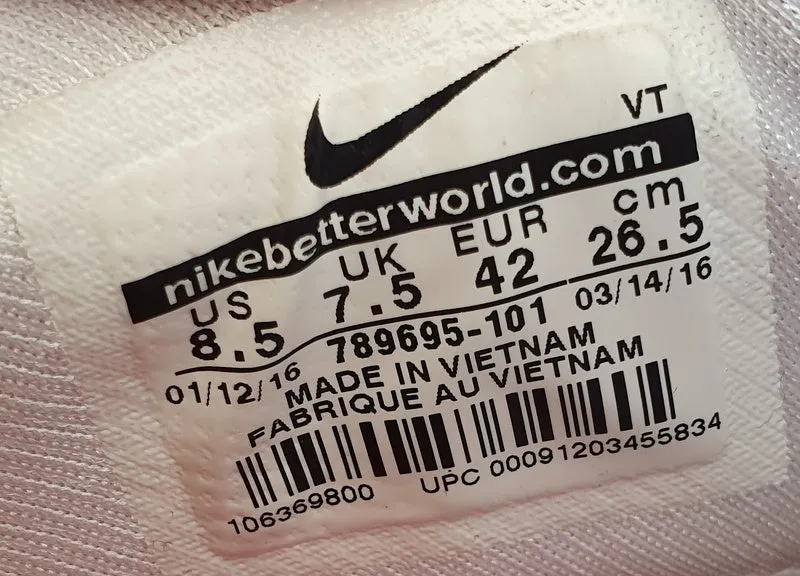 VT
nikebetterworld.com
US UK EUR cm
8.5 7.5 42 26.5
01/12/16 789695-101 03/14/16
MADE IN VIETNAM
FABRIQUE AU VIETNAM
106369800 UPC 00091203455834